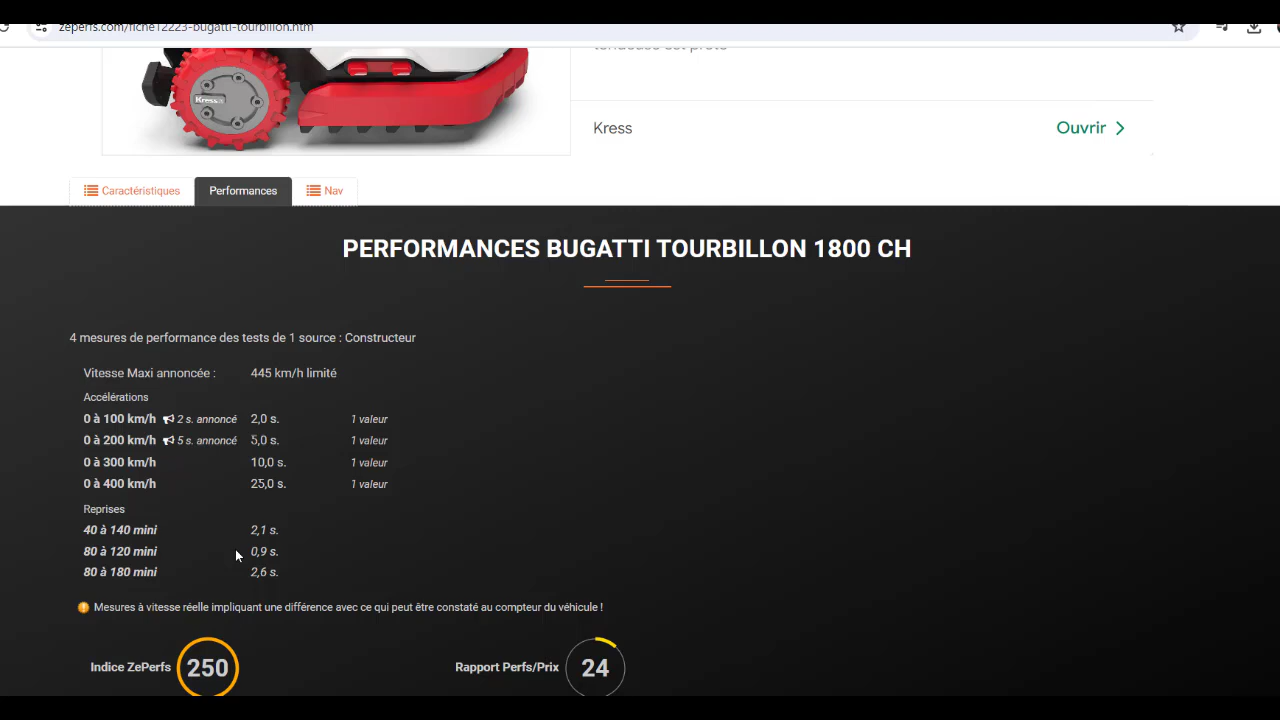 zeperfs.com/fiche12223-bugatti-tourbillon.htm
tendeuse est prête
Kress
Kress
Ouvrir
Caractéristiques Performances Nav
PERFORMANCES BUGATTI TOURBILLON 1800 CH
4 mesures de performance des tests de 1 source : Constructeur
Vitesse Maxi annoncée : 445 km/h limité
Accélérations
0 à 100 km/h 2 s. annoncé 2,0 s. 1 valeur
0 à 200 km/h 5 s. annoncé 5,0 s. 1 valeur
0 à 300 km/h 10,0 s. 1 valeur
0 à 400 km/h 25,0 s. 1 valeur
Reprises
40 à 140 mini 2,1 s.
80 à 120 mini 0,9 s.
80 à 180 mini 2,6 s.
Mesures à vitesse réelle impliquant une différence avec ce qui peut être constaté au compteur du véhicule !
Indice ZePerfs 250 Rapport Perfs/Prix 24